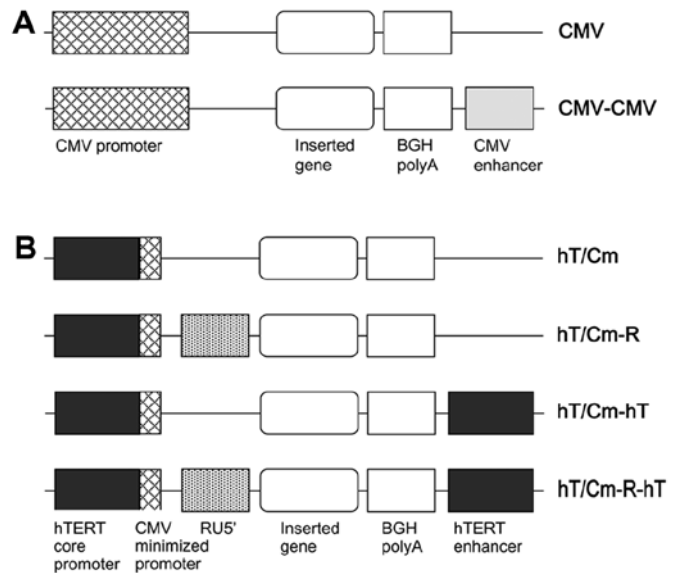 A
CMV
CMV-CMV
CMV promoter
Inserted
gene
BGH
polyA
CMV
enhancer
B
hT/Cm
hT/Cm-R
hT/Cm-hT
hT/Cm-R-hT
hTERT
core
promoter
CMV
minimized
promoter
RU5'
Inserted
gene
BGH
polyA
hTERT
enhancer